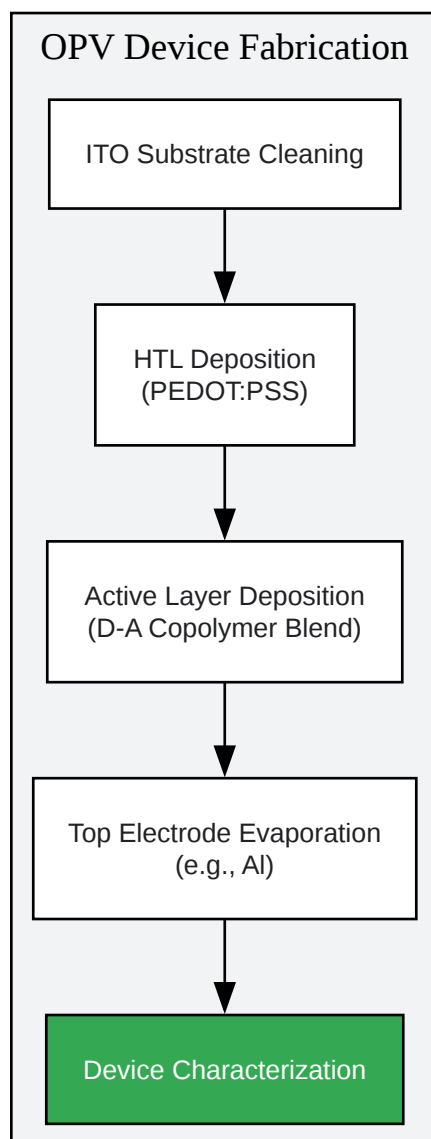 OPV Device Fabrication
ITO Substrate Cleaning
HTL Deposition
(PEDOT:PSS)
Active Layer Deposition
(D-A Copolymer Blend)
Top Electrode Evaporation
(e.g., Al)
Device Characterization